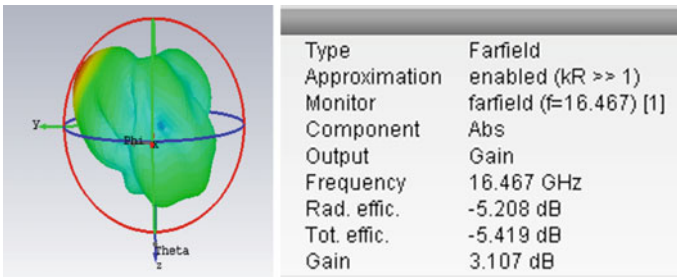 y
Phi
x
Theta
z
Type Farfield
Approximation enabled (kR >> 1)
Monitor farfield (f=16.467) [1]
Component Abs
Output Gain
Frequency 16.467 GHz
Rad. effic. -5.208 dB
Tot. effic. -5.419 dB
Gain 3.107 dB